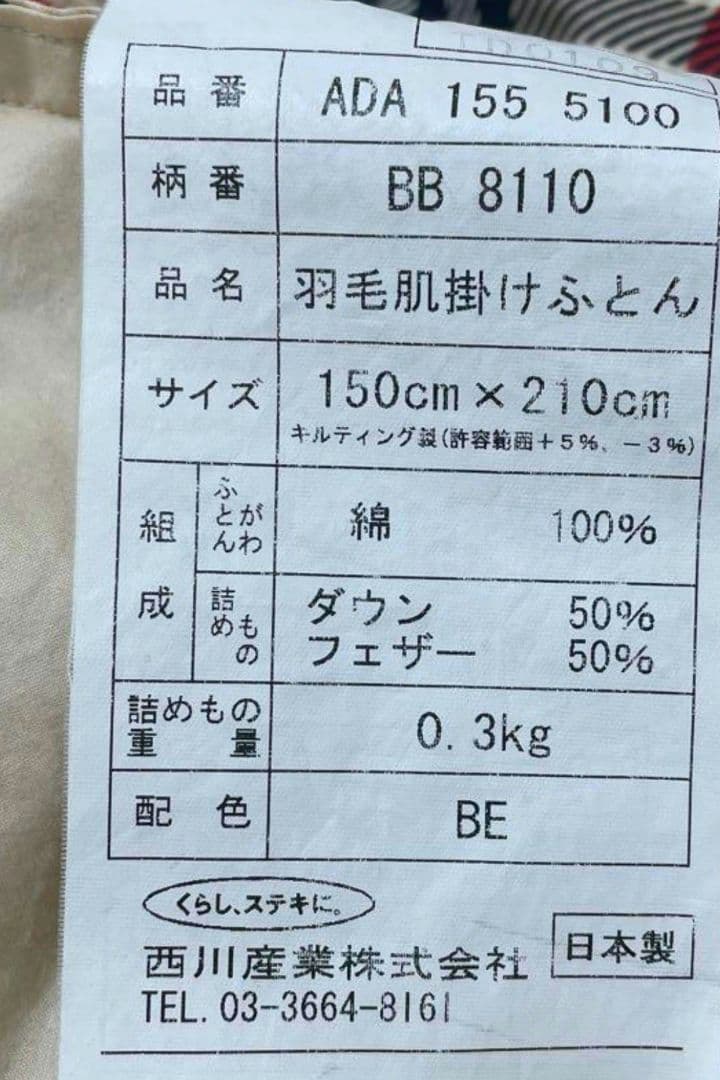 品番 ADA 155 5100
柄番 BB 8110
品名 羽毛肌掛けふとん
サイズ 150cm×210cm
キルティング製(許容範囲+5%、-3%)
組成 ふとんがわ 綿 100%
詰めもの ダウン 50%
フェザー 50%
詰めもの重量 0.3kg
配色 BE
くらし、ステキに。
西川産業株式会社 日本製
TEL. 03-3664-8161